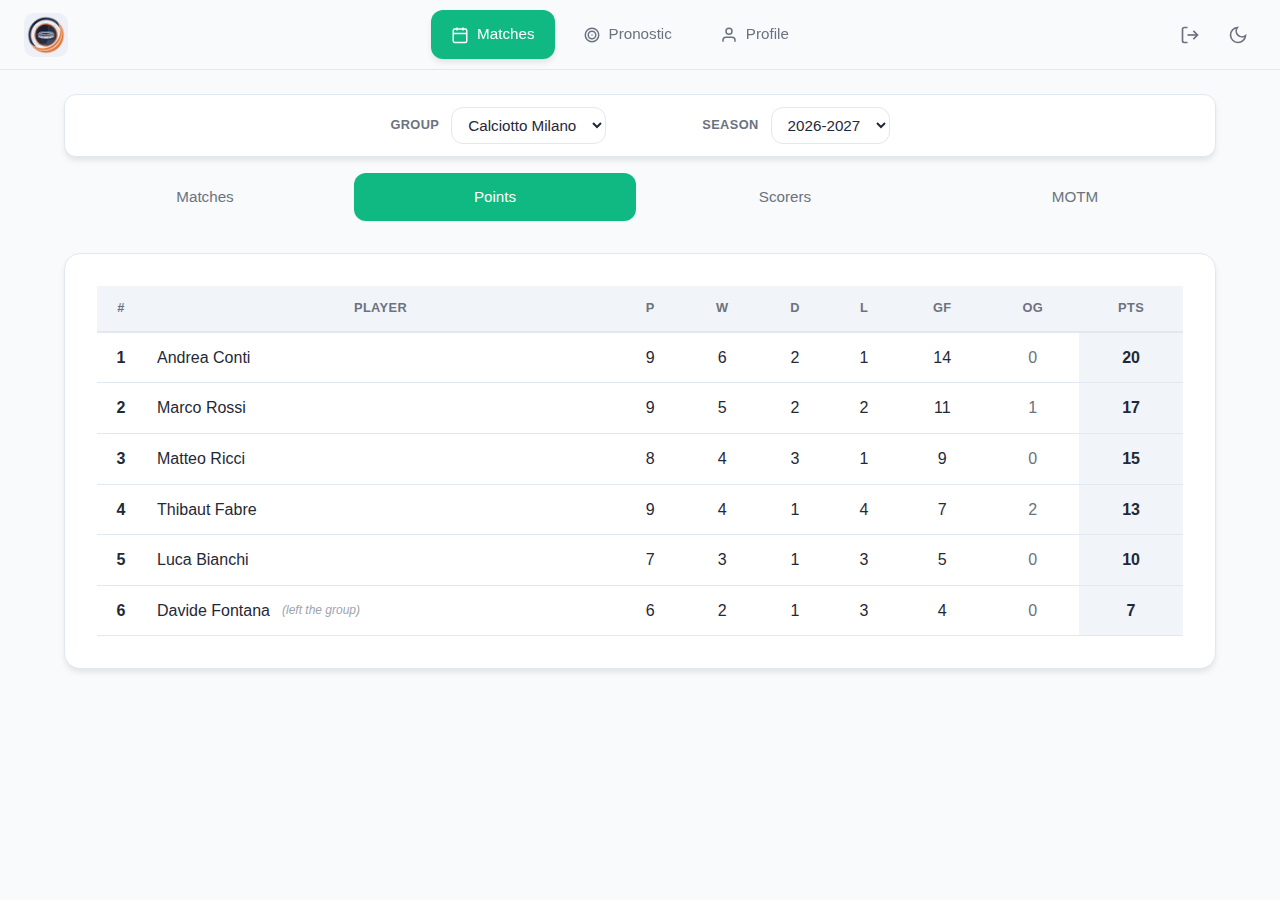 Matches Pronostic Profile
GROUP Calciotto Milano SEASON 2026-2027
Matches Points Scorers MOTM
# PLAYER P W D L GF OG PTS
1 Andrea Conti 9 6 2 1 14 0 20
2 Marco Rossi 9 5 2 2 11 1 17
3 Matteo Ricci 8 4 3 1 9 0 15
4 Thibaut Fabre 9 4 1 4 7 2 13
5 Luca Bianchi 7 3 1 3 5 0 10
6 Davide Fontana (left the group) 6 2 1 3 4 0 7